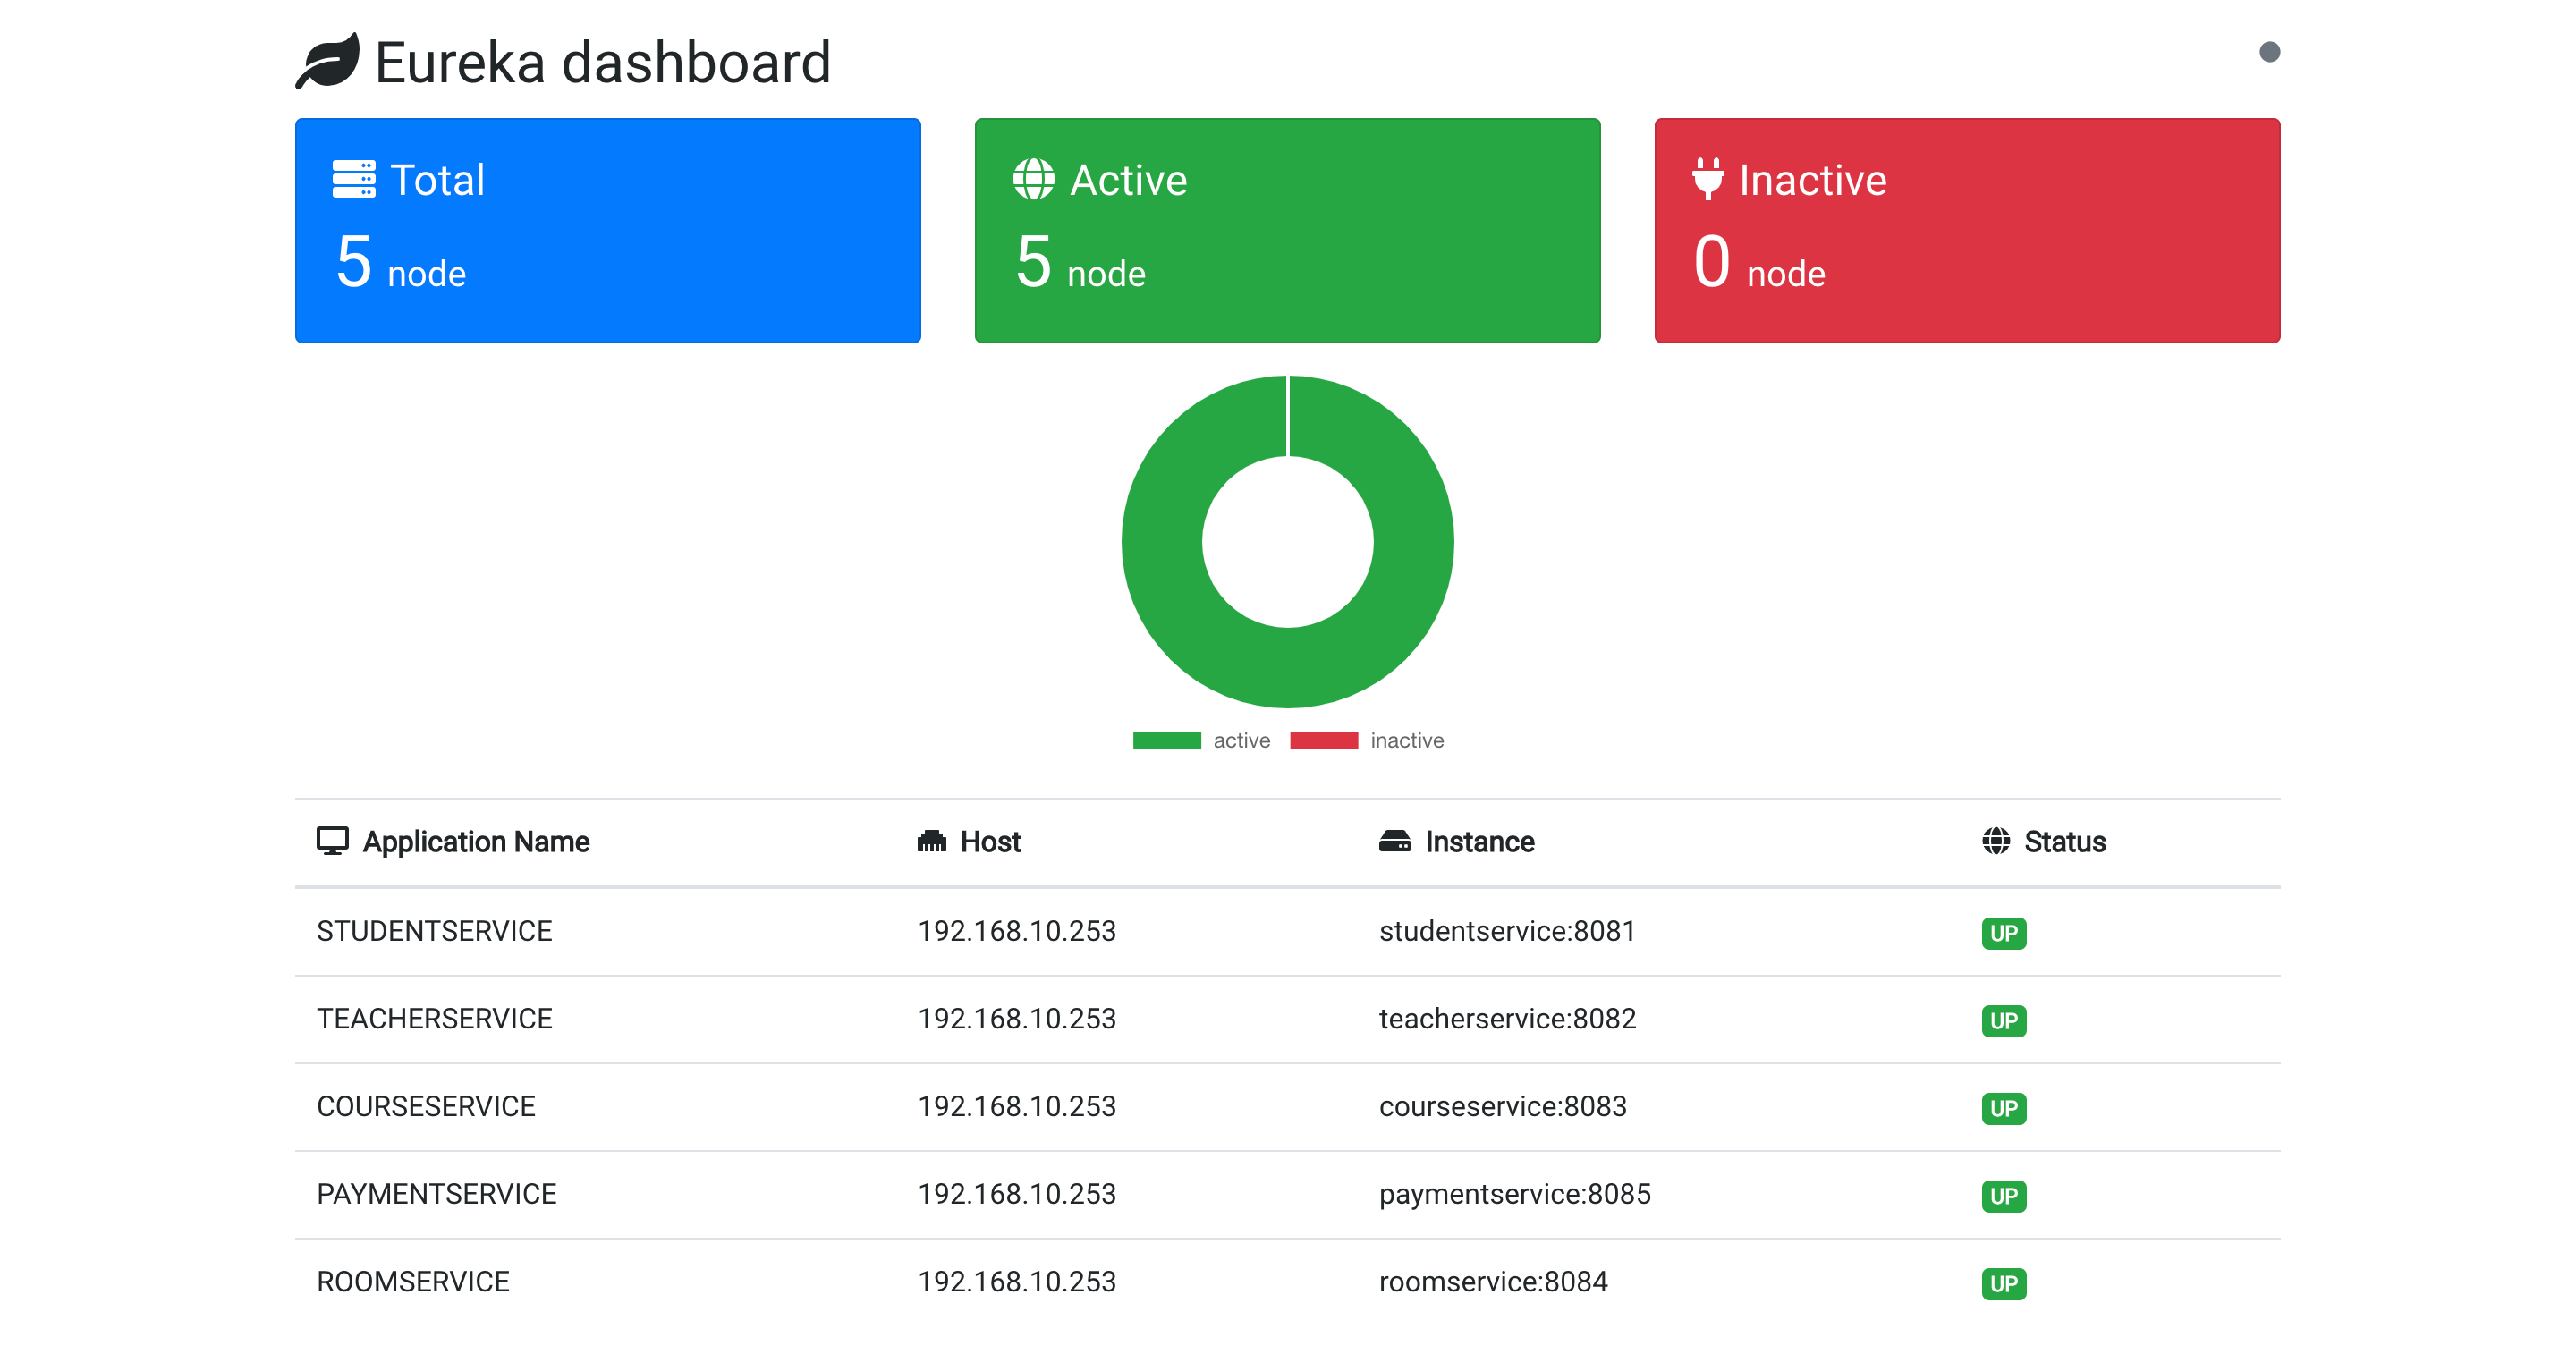 Eureka dashboard
Total
5 node
Active
5 node
Inactive
0 node
active inactive
Application Name Host Instance Status
STUDENTSERVICE 192.168.10.253 studentservice:8081 UP
TEACHERSERVICE 192.168.10.253 teacherservice:8082 UP
COURSESERVICE 192.168.10.253 courseservice:8083 UP
PAYMENTSERVICE 192.168.10.253 paymentservice:8085 UP
ROOMSERVICE 192.168.10.253 roomservice:8084 UP